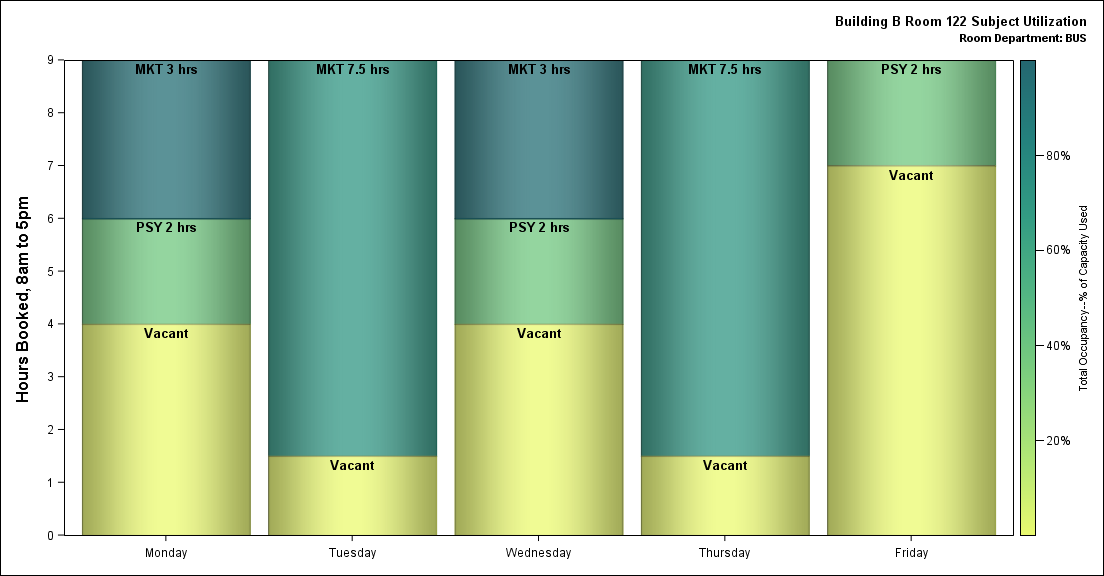 Building B Room 122 Subject Utilization
Room Department: BUS
Hours Booked, 8am to 5pm
9
8
7
6
5
4
3
2
1
0
MKT 3 hrs
PSY 2 hrs
Vacant
MKT 7.5 hrs
Vacant
MKT 3 hrs
PSY 2 hrs
Vacant
MKT 7.5 hrs
Vacant
PSY 2 hrs
Vacant
Monday
Tuesday
Wednesday
Thursday
Friday
80%
60%
40%
20%
Total Occupancy--% of Capacity Used